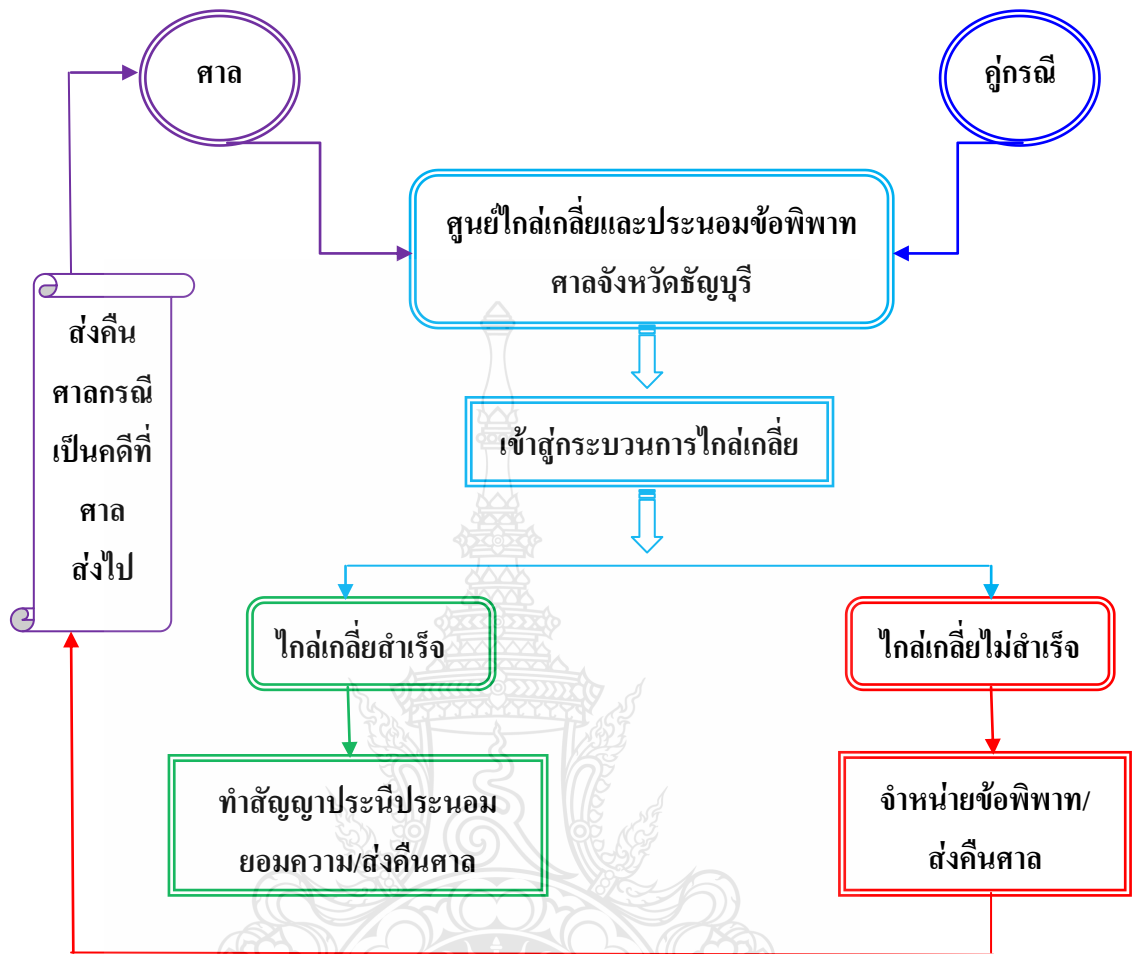 ศาล
คู่กรณี
ศูนย์ไกล่เกลี่ยและประนอมข้อพิพาท
ศาลจังหวัดธัญบุรี
ส่งคืน
ศาลกรณี
เป็นคดีที่
ศาล
ส่งไป
เข้าสู่กระบวนการไกล่เกลี่ย
ไกล่เกลี่ยสำเร็จ
ไกล่เกลี่ยไม่สำเร็จ
ทำสัญญาประนีประนอม
ยอมความ/ส่งคืนศาล
จำหน่ายข้อพิพาท/
ส่งคืนศาล